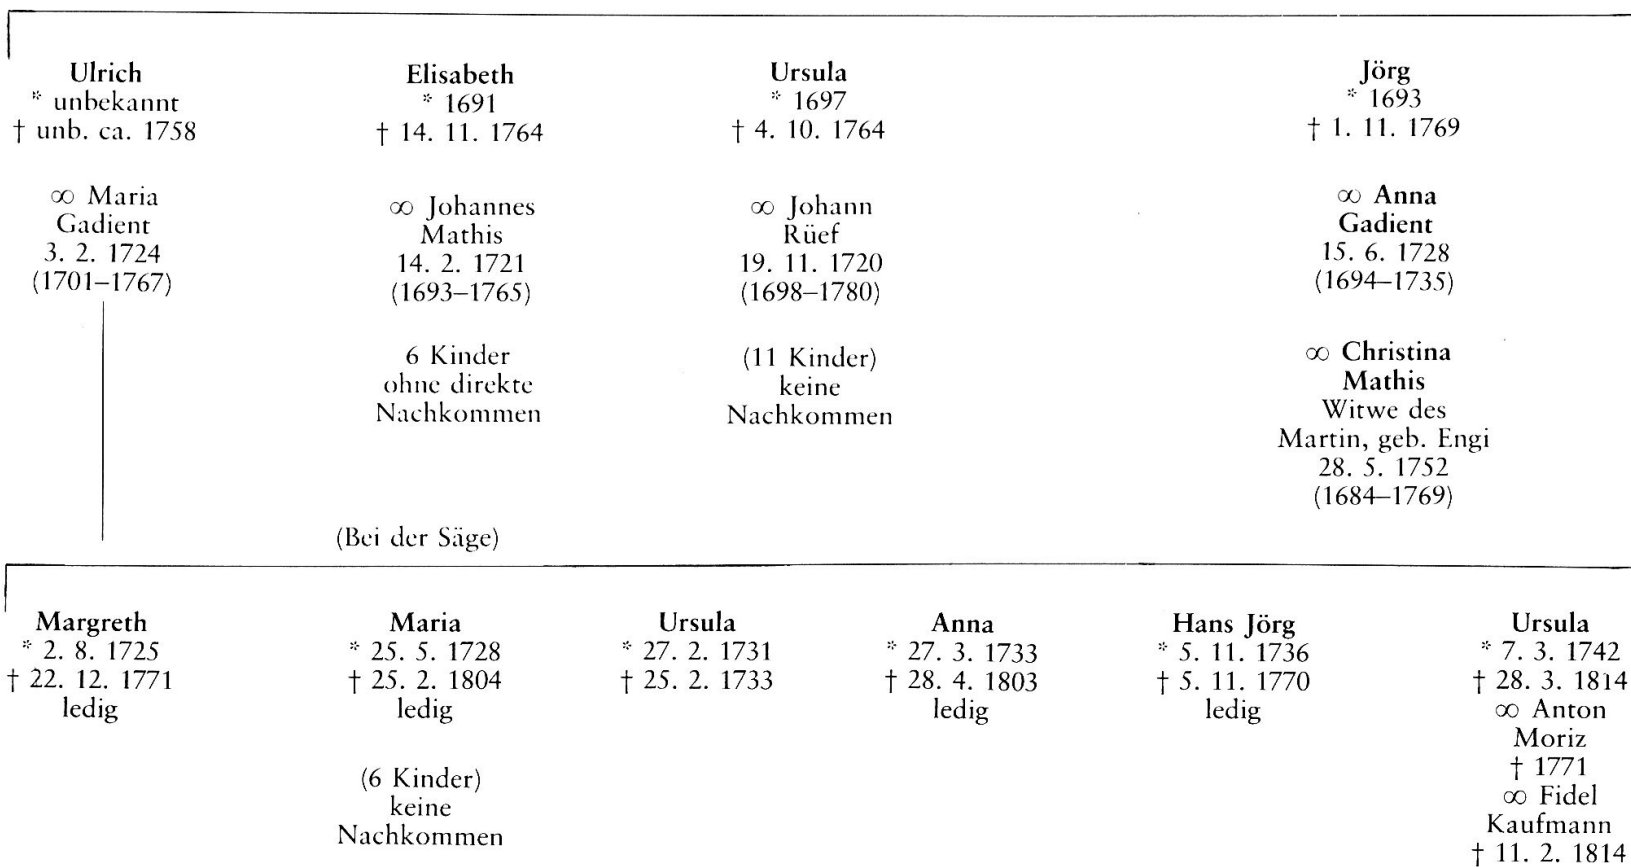 Ulrich
* unbekannt
† unb. ca. 1758
∞ Maria
Gadient
3. 2. 1724
(1701–1767)
Elisabeth
* 1691
† 14. 11. 1764
∞ Johannes
Mathis
14. 2. 1721
(1693–1765)
6 Kinder
ohne direkte
Nachkommen
Ursula
* 1697
† 4. 10. 1764
∞ Johann
Rüef
19. 11. 1720
(1698–1780)
(11 Kinder)
keine
Nachkommen
Jörg
* 1693
† 1. 11. 1769
∞ Anna
Gadient
15. 6. 1728
(1694–1735)
∞ Christina
Mathis
Witwe des
Martin, geb. Engi
28. 5. 1752
(1684–1769)
(Bei der Säge)
Margreth
* 2. 8. 1725
† 22. 12. 1771
ledig
Maria
* 25. 5. 1728
† 25. 2. 1804
ledig
(6 Kinder)
keine
Nachkommen
Ursula
* 27. 2. 1731
† 25. 2. 1733
Anna
* 27. 3. 1733
† 28. 4. 1803
ledig
Hans Jörg
* 5. 11. 1736
† 5. 11. 1770
ledig
Ursula
* 7. 3. 1742
† 28. 3. 1814
∞ Anton
Moriz
† 1771
∞ Fidel
Kaufmann
† 11. 2. 1814